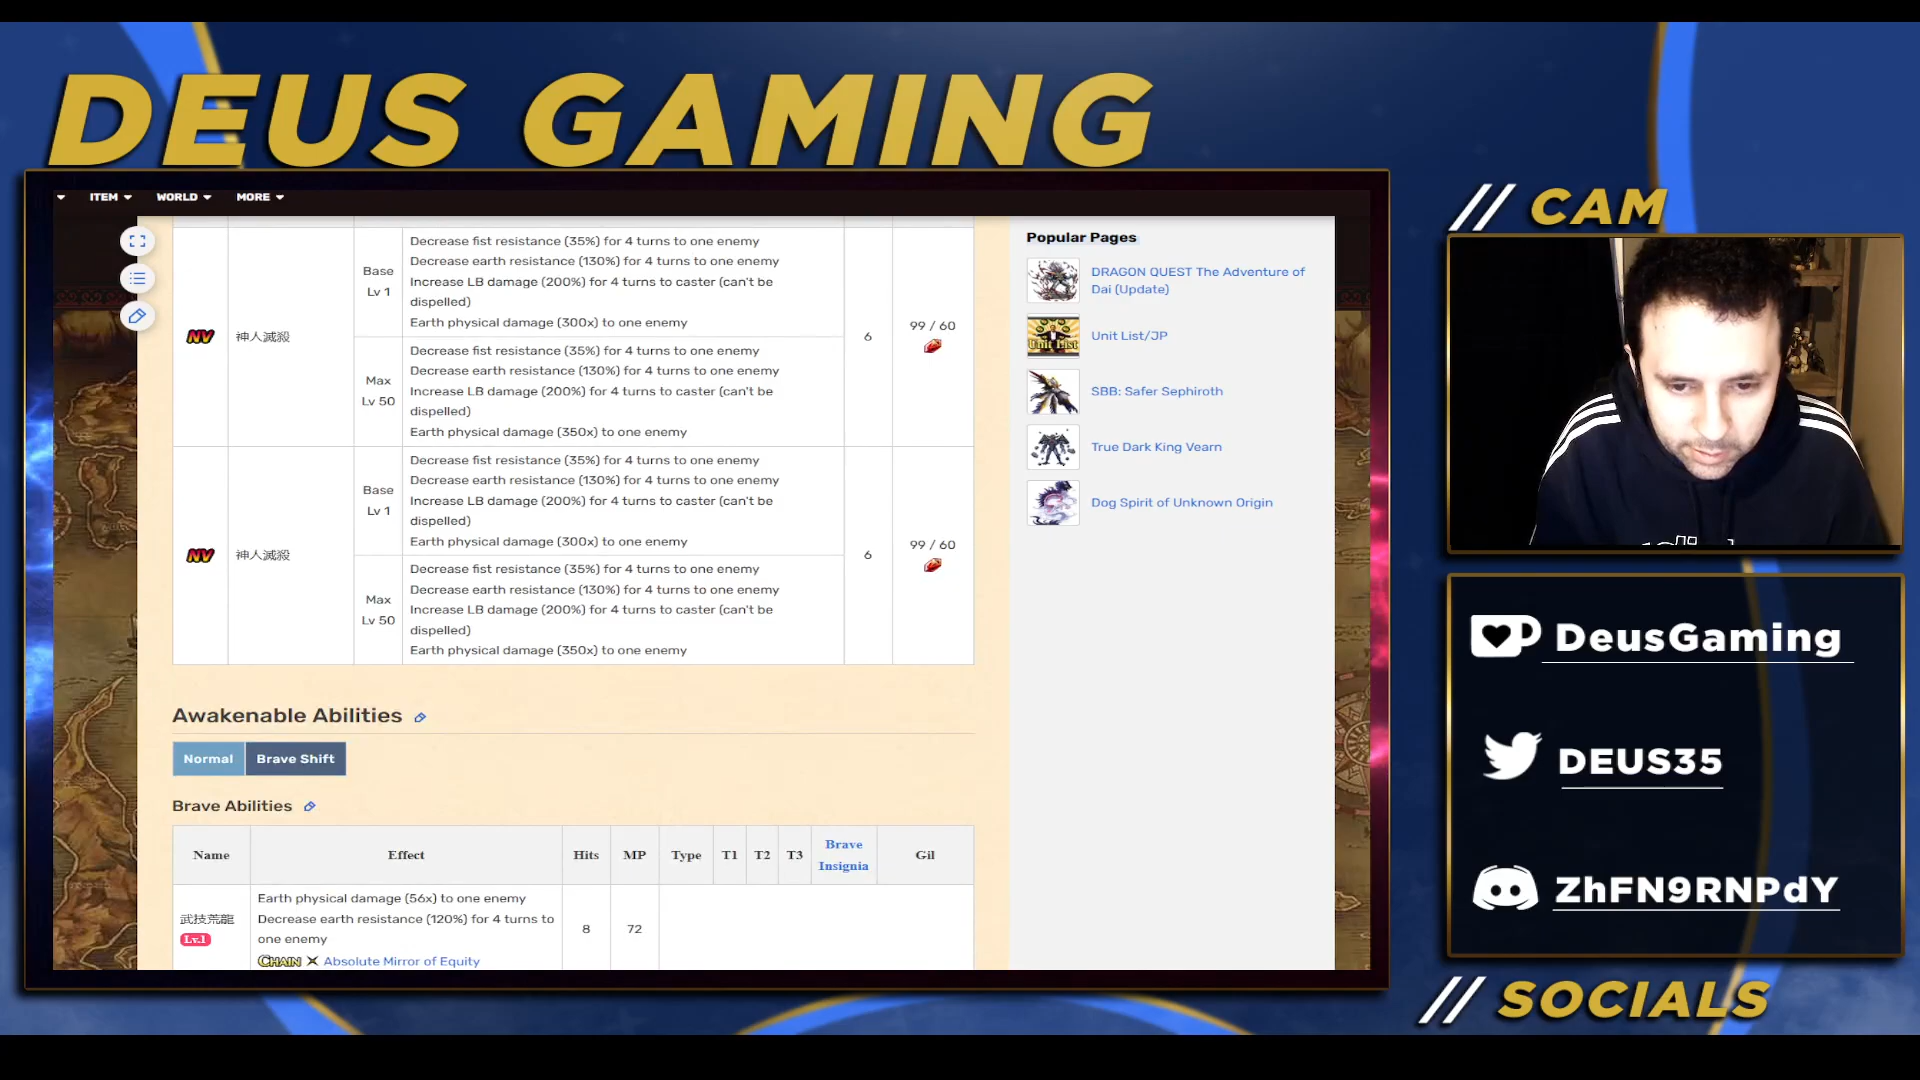 DEUS GAMING
ITEM
WORLD
MORE
NV
神人滅殺
Base
Lv 1
Decrease fist resistance (35%) for 4 turns to one enemy
Decrease earth resistance (130%) for 4 turns to one enemy
Increase LB damage (200%) for 4 turns to caster (can't be
dispelled)
Earth physical damage (300x) to one enemy
6
99 / 60
Max
Lv 50
Decrease fist resistance (35%) for 4 turns to one enemy
Decrease earth resistance (130%) for 4 turns to one enemy
Increase LB damage (200%) for 4 turns to caster (can't be
dispelled)
Earth physical damage (350x) to one enemy
NV
神人滅殺
Base
Lv 1
Decrease fist resistance (35%) for 4 turns to one enemy
Decrease earth resistance (130%) for 4 turns to one enemy
Increase LB damage (200%) for 4 turns to caster (can't be
dispelled)
Earth physical damage (300x) to one enemy
6
99 / 60
Max
Lv 50
Decrease fist resistance (35%) for 4 turns to one enemy
Decrease earth resistance (130%) for 4 turns to one enemy
Increase LB damage (200%) for 4 turns to caster (can't be
dispelled)
Earth physical damage (350x) to one enemy
Awakenable Abilities
Normal
Brave Shift
Brave Abilities
Name
Effect
Hits
MP
Type
T1
T2
T3
Brave
Insignia
Gil
武技荒龍
Lv.1
Earth physical damage (56x) to one enemy
Decrease earth resistance (120%) for 4 turns to
one enemy
CHAIN Absolute Mirror of Equity
8
72
Popular Pages
DRAGON QUEST The Adventure of
Dai (Update)
Unit List
Unit List/JP
SBB: Safer Sephiroth
True Dark King Vearn
Dog Spirit of Unknown Origin
// CAM
DeusGaming
DEUS35
ZhFN9RNPdY
// SOCIALS